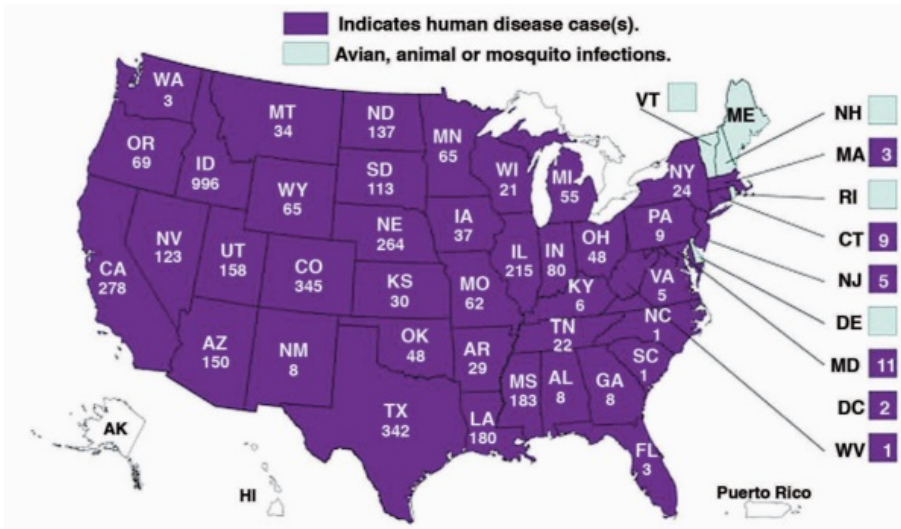 Indicates human disease case(s).
Avian, animal or mosquito infections.
WA
3
MT
34
ND
137
MN
65
VT
ME
NH
OR
69
ID
996
SD
113
WI
21
MI
55
NY
24
MA 3
WY
65
RI
IA
37
PA
9
NE
264
CT 9
NV
123
UT
158
IL
215
IN
80
OH
48
CA
278
CO
345
KS
30
MO
62
VA
5
NJ 5
KY
6
NC
1
DE
TN
22
OK
48
AZ
150
NM
8
AR
29
SC
1
MD 11
MS
183
AL
8
GA
8
DC 2
TX
342
LA
180
AK
WV 1
FL
3
HI
Puerto Rico